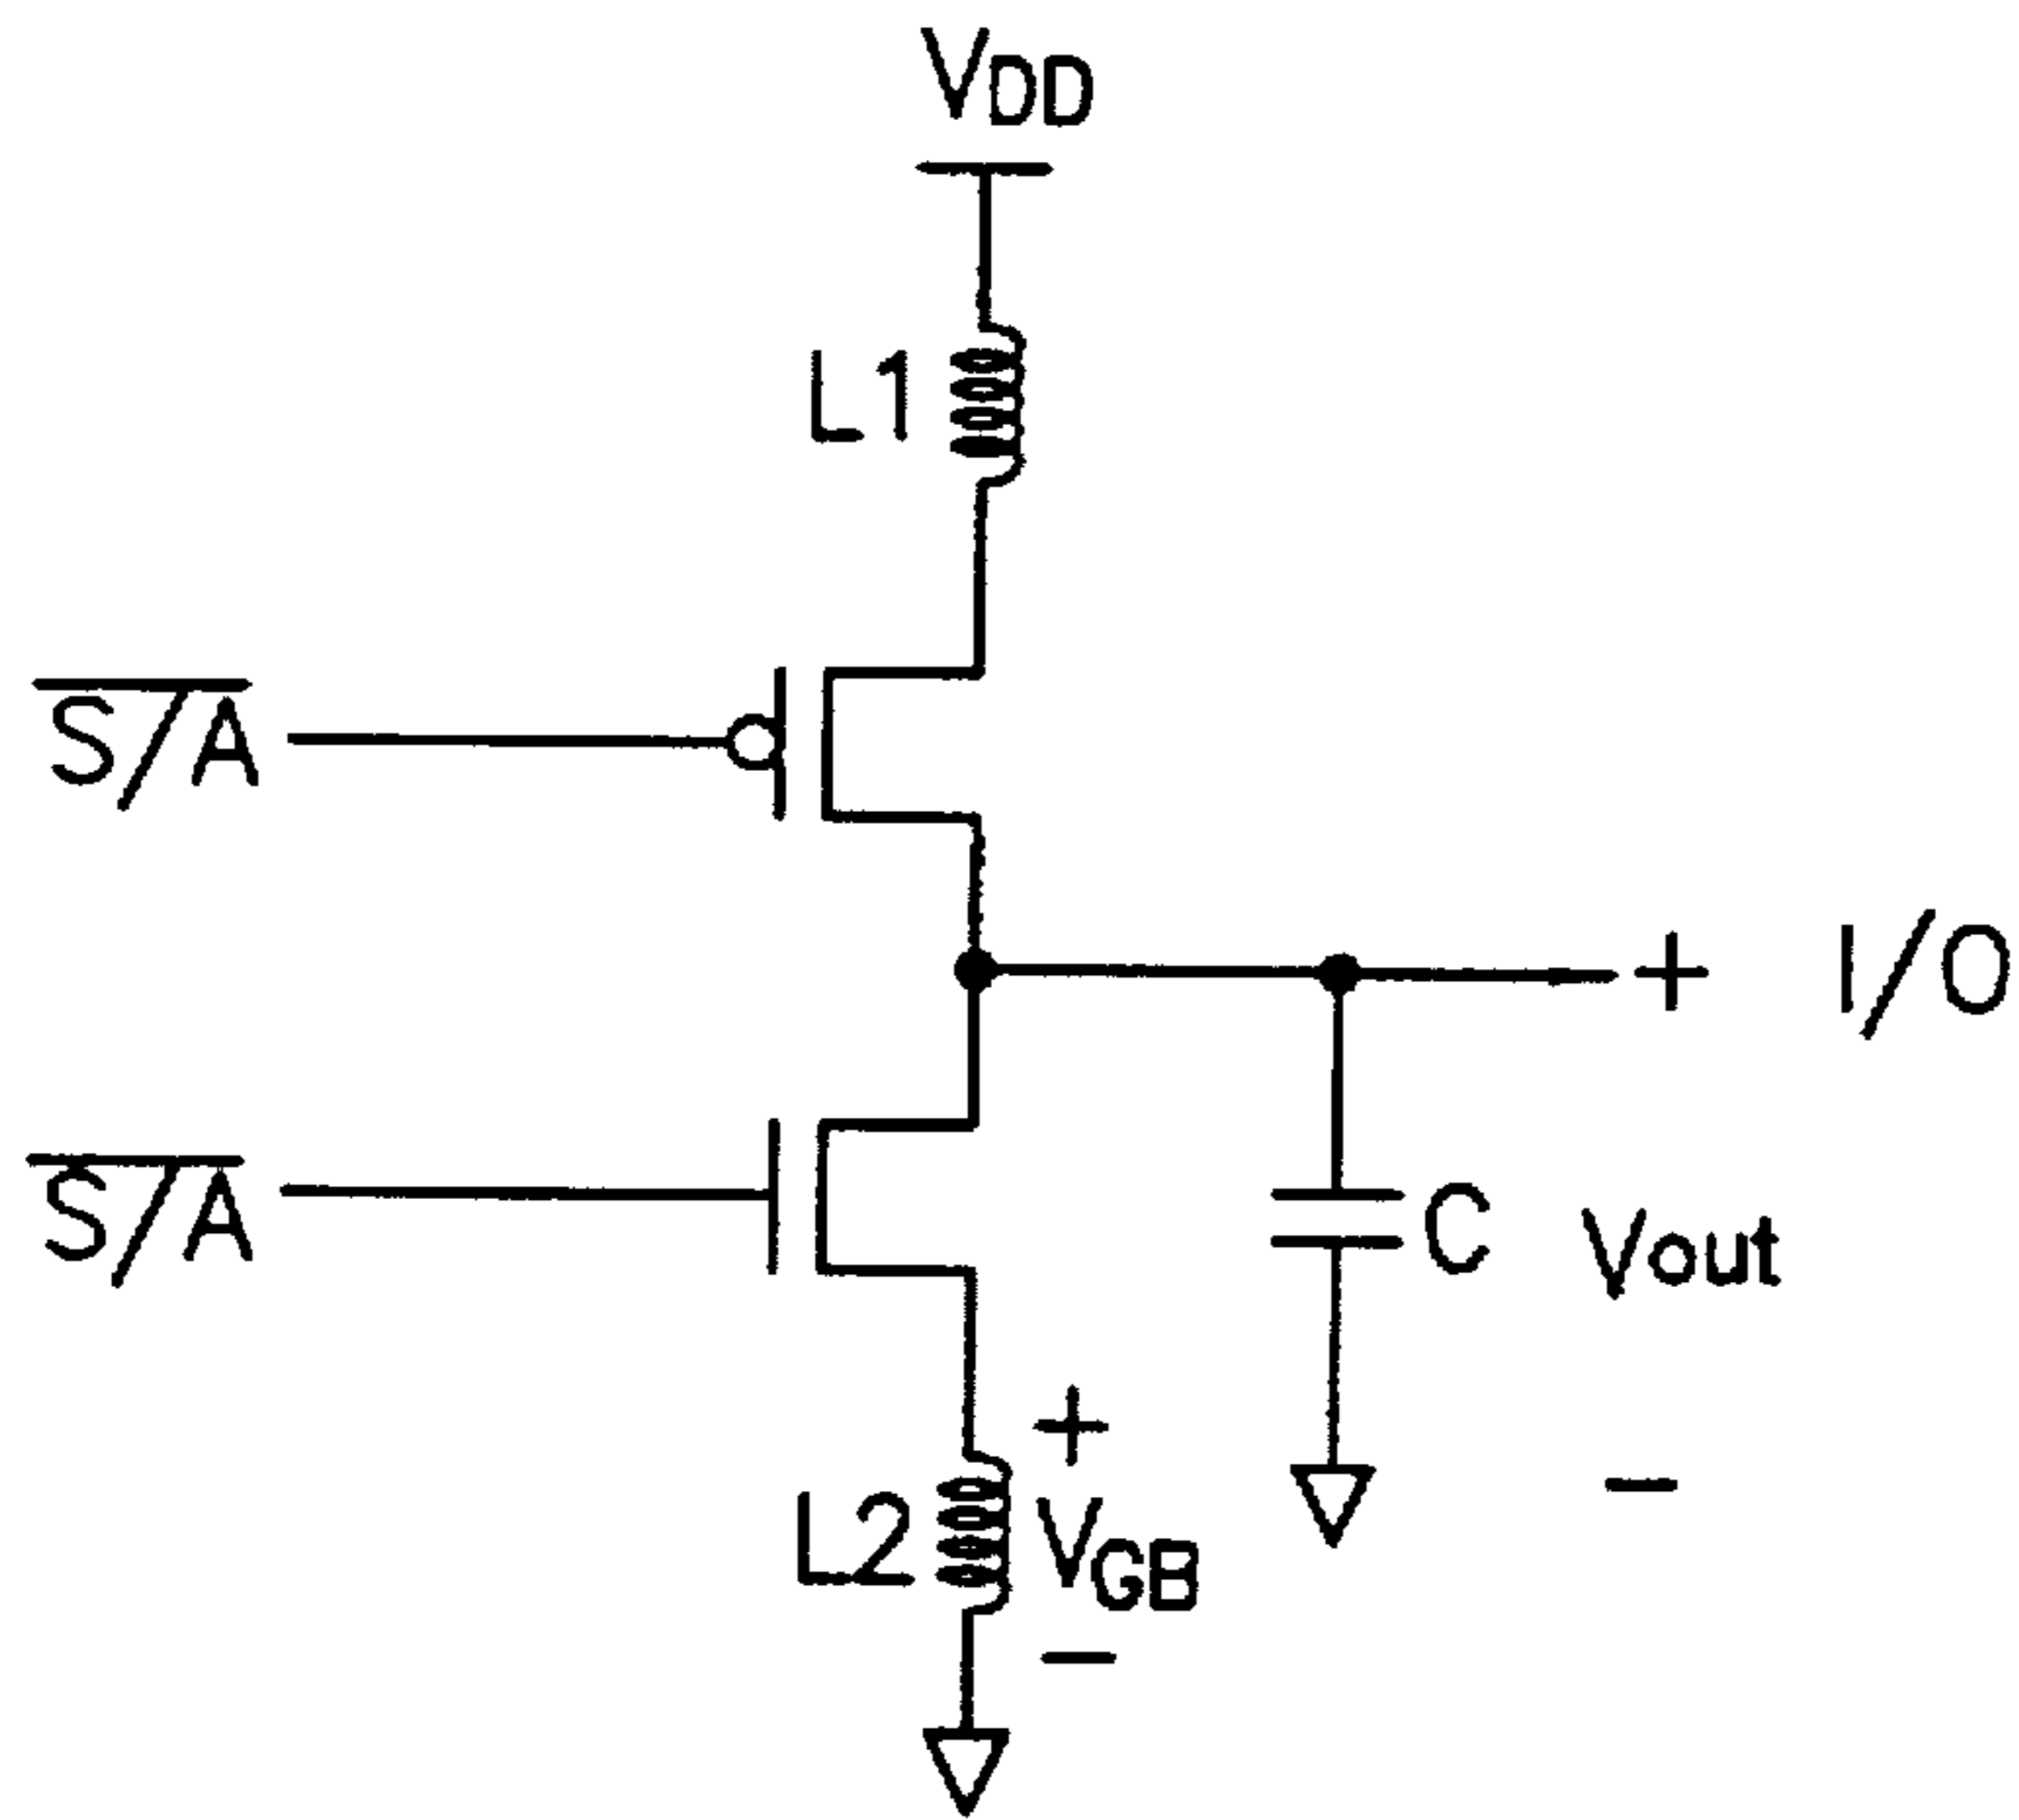 VDD
L1
S/A
+ I/O
S/A
C
Vout
+
L2
VGB
−
−